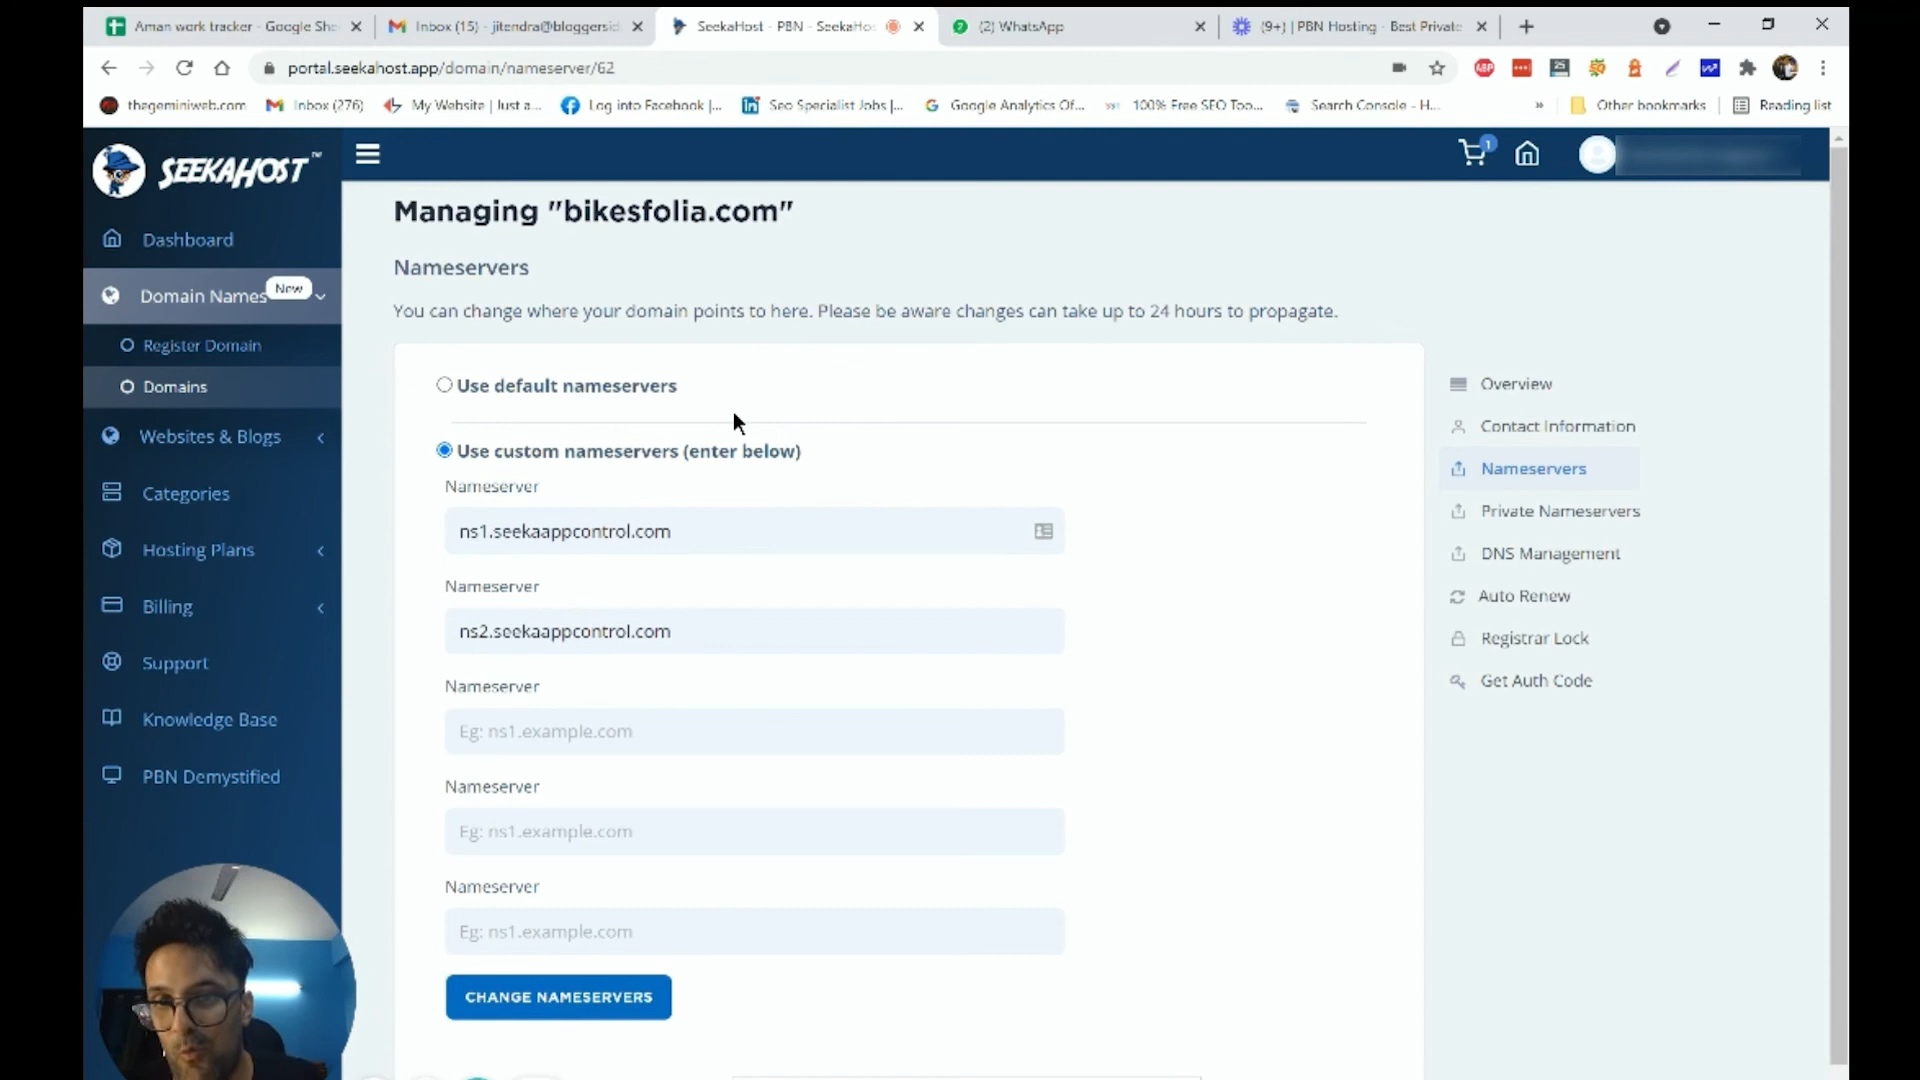 Aman work tracker - Google She
Inbox (15) - jitendra@bloggersid
SeekaHost - PBN - SeekaHos
(2) WhatsApp
(9+) | PBN Hosting - Best Private
portal.seekahost.app/domain/nameserver/62
ABP
thegeminiweb.com
Inbox (276)
My Website | Just a...
Log into Facebook |...
Seo Specialist Jobs |...
Google Analytics Of...
100% Free SEO Too...
Search Console - H...
»
Other bookmarks
Reading list
SEEKAHOST™
1
Dashboard
Domain Names
New
Register Domain
Domains
Websites & Blogs
Categories
Hosting Plans
Billing
Support
Knowledge Base
PBN Demystified
Managing "bikesfolia.com"
Nameservers
You can change where your domain points to here. Please be aware changes can take up to 24 hours to propagate.
Use default nameservers
Use custom nameservers (enter below)
Nameserver
ns1.seekaappcontrol.com
Nameserver
ns2.seekaappcontrol.com
Nameserver
Eg: ns1.example.com
Nameserver
Eg: ns1.example.com
Nameserver
Eg: ns1.example.com
CHANGE NAMESERVERS
Overview
Contact Information
Nameservers
Private Nameservers
DNS Management
Auto Renew
Registrar Lock
Get Auth Code